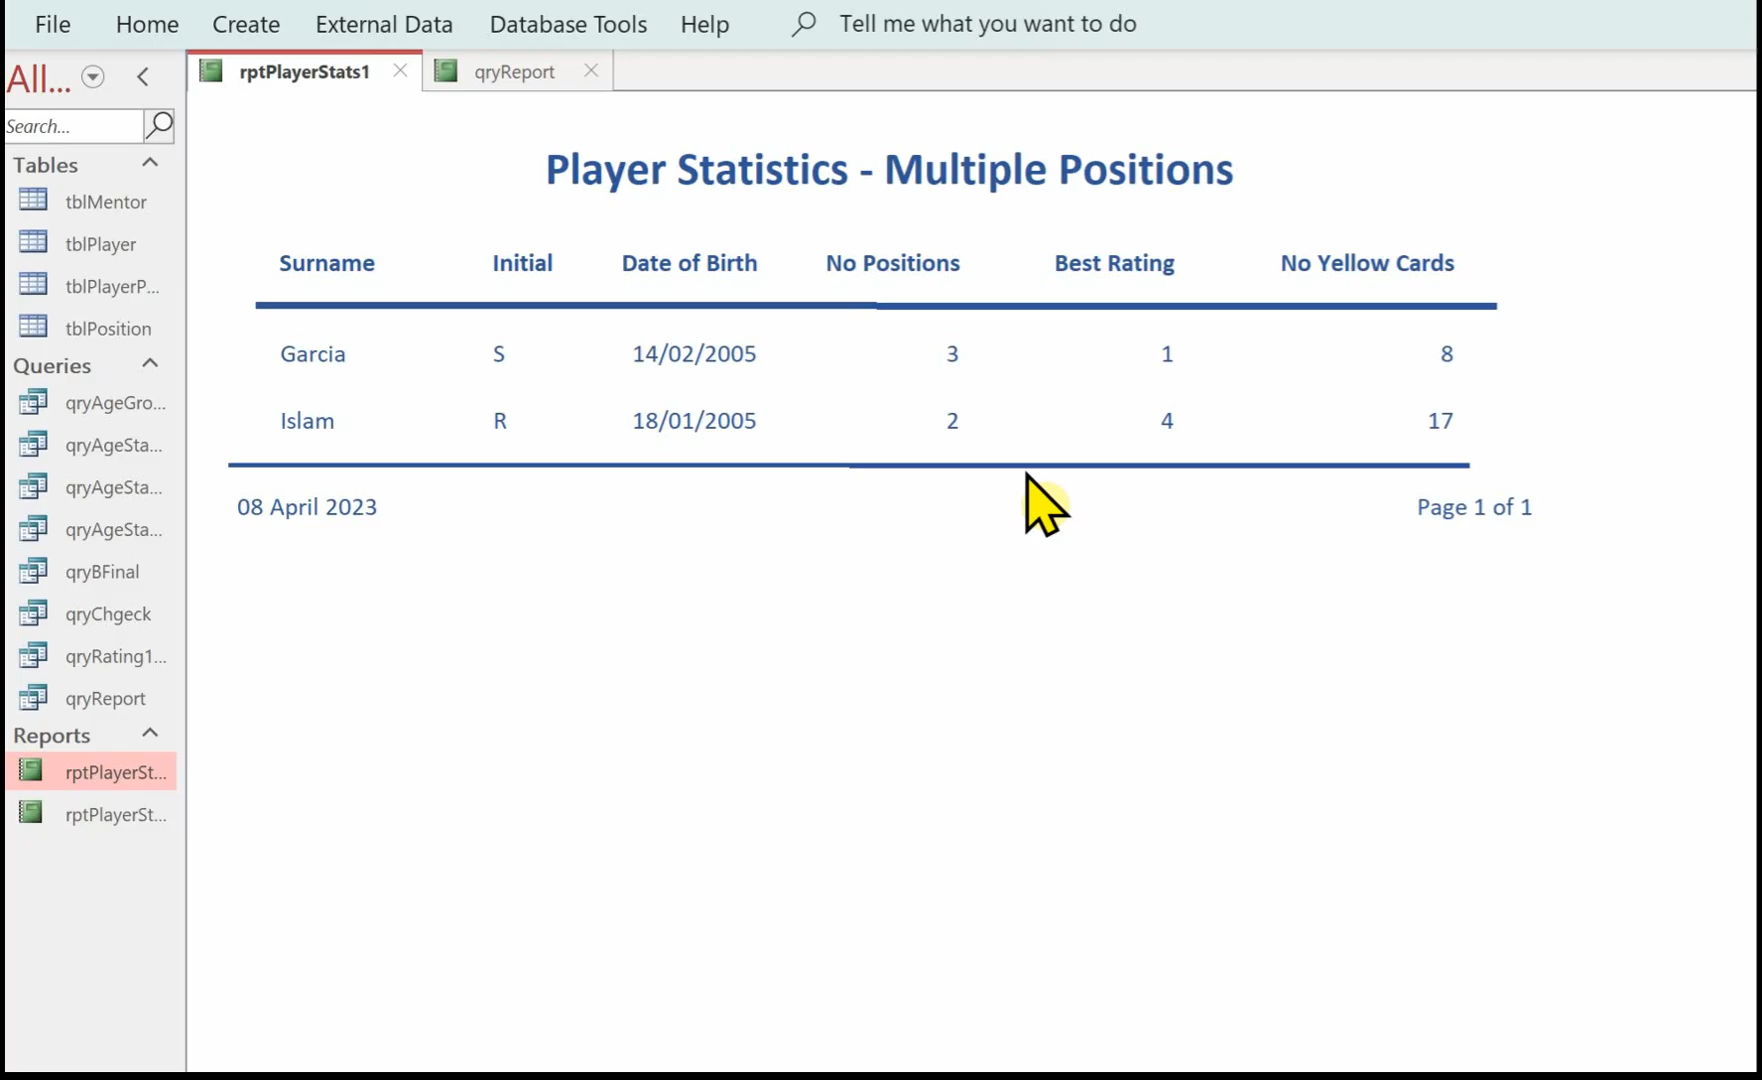 File Home Create External Data Database Tools Help Tell me what you want to do
All...
rptPlayerStats1 qryReport
Search...
Tables
tblMentor
tblPlayer
tblPlayerP...
tblPosition
Queries
qryAgeGro...
qryAgeSta...
qryAgeSta...
qryAgeSta...
qryBFinal
qryChgeck
qryRating1...
qryReport
Reports
rptPlayerSt...
rptPlayerSt...
Player Statistics - Multiple Positions
Surname Initial Date of Birth No Positions Best Rating No Yellow Cards
Garcia S 14/02/2005 3 1 8
Islam R 18/01/2005 2 4 17
08 April 2023 Page 1 of 1